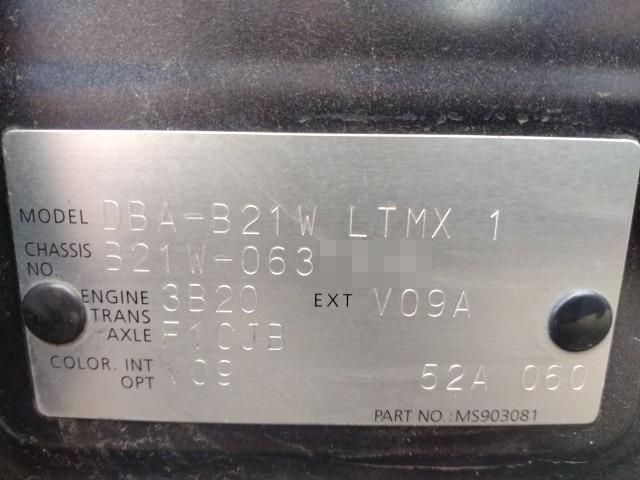 MODEL DBA-B21W LTMX 1
CHASSIS NO. B21W-063
ENGINE 3B20 EXT V09A
TRANS AXLE F1CJB
COLOR. INT OPT V09 52A 060
PART NO.:MS903081